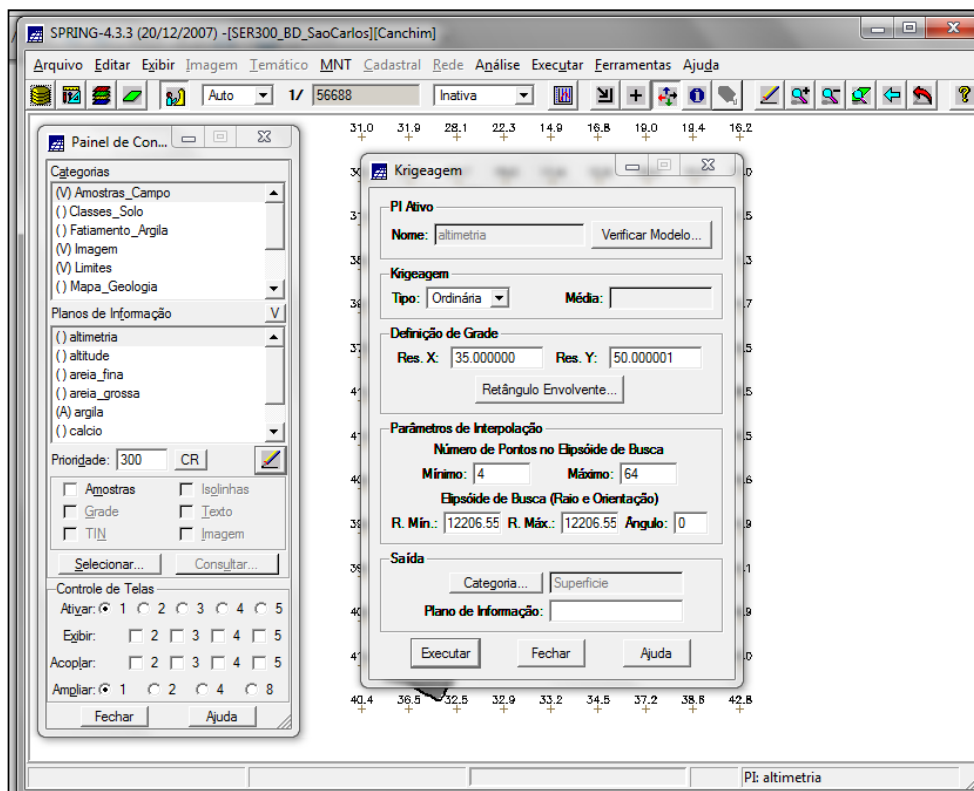 SPRING-4.3.3 (20/12/2007) -[SER300_BD_SaoCarlos][Canchim]
Arquivo Editar Exibir Imagem Temático MNT Cadastral Rede Análise Executar Ferramentas Ajuda
Auto 1/ 56688 Inativa
31.0 31.9 28.1 22.3 14.9 16.8 19.0 19.4 16.2
Painel de Con...
Categorias
(V) Amostras_Campo
( ) Classes_Solo
( ) Fatiamento_Argila
(V) Imagem
(V) Limites
( ) Mapa_Geologia
Planos de Informação V
( ) altimetria
( ) altitude
( ) areia_fina
( ) areia_grossa
(A) argila
( ) calcio
Prioridade: 300 CR
Amostras Isolinhas
Grade Texto
TIN Imagem
Selecionar... Consultar...
Controle de Telas
Ativar: 1 2 3 4 5
Exibir: 2 3 4 5
Acoplar: 2 3 4 5
Ampliar: 1 2 4 8
Fechar Ajuda
Krigeagem
PI Ativo
Nome: altimetria Verificar Modelo...
Krigeagem
Tipo: Ordinária Média:
Definição de Grade
Res. X: 35.000000 Res. Y: 50.000001
Retângulo Envolvente...
Parâmetros de Interpolação
Número de Pontos no Elipsóide de Busca
Mínimo: 4 Máximo: 64
Elipsóide de Busca (Raio e Orientação)
R. Mín.: 12206.55 R. Máx.: 12206.55 Ângulo: 0
Saída
Categoria... Superficie
Plano de Informação:
Executar Fechar Ajuda
40.4 36.5 32.5 32.9 33.2 34.5 37.2 38.8 42.8
PI: altimetria